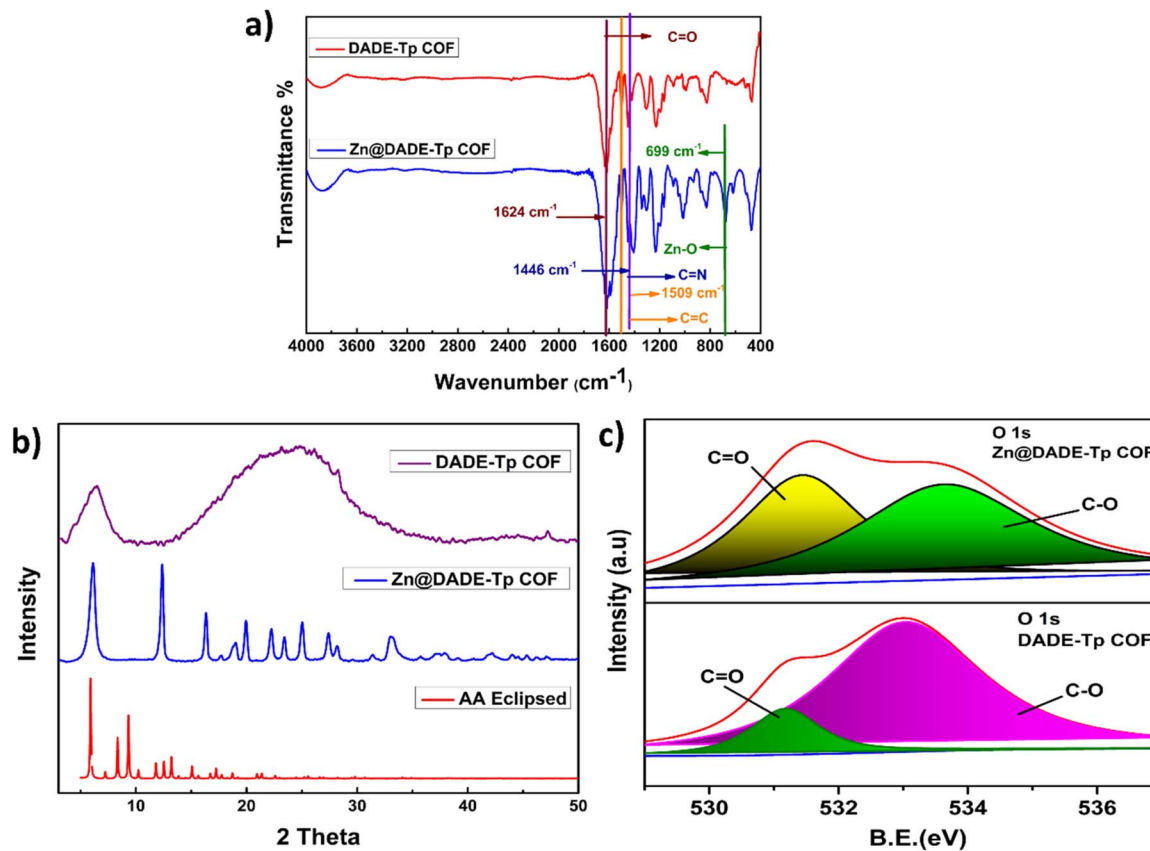 a)
C=O
DADE-Tp COF
Transmittance %
Zn@DADE-Tp COF
699 cm-1
1624 cm-1
Zn-O
1446 cm-1
C=N
1509 cm-1
C=C
4000 3600 3200 2800 2400 2000 1600 1200 800 400
Wavenumber (cm-1)
b)
DADE-Tp COF
Zn@DADE-Tp COF
AA Eclipsed
Intensity
10 20 30 40 50
2 Theta
c)
O 1s
Zn@DADE-Tp COF
C=O
C-O
Intensity (a.u)
O 1s
DADE-Tp COF
C=O
C-O
530 532 534 536
B.E.(eV)